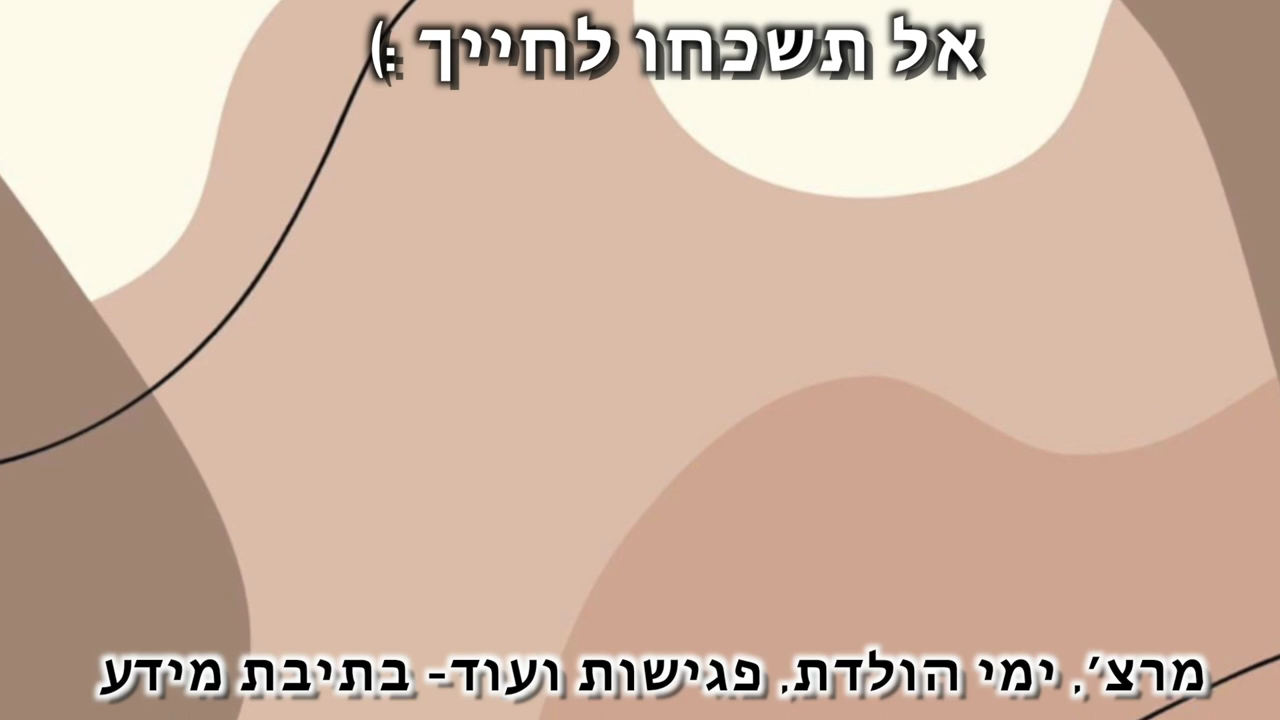 אל תשכחו לחייך :)
מרצ', ימי הולדת, פגישות ועוד- בתיבת מידע